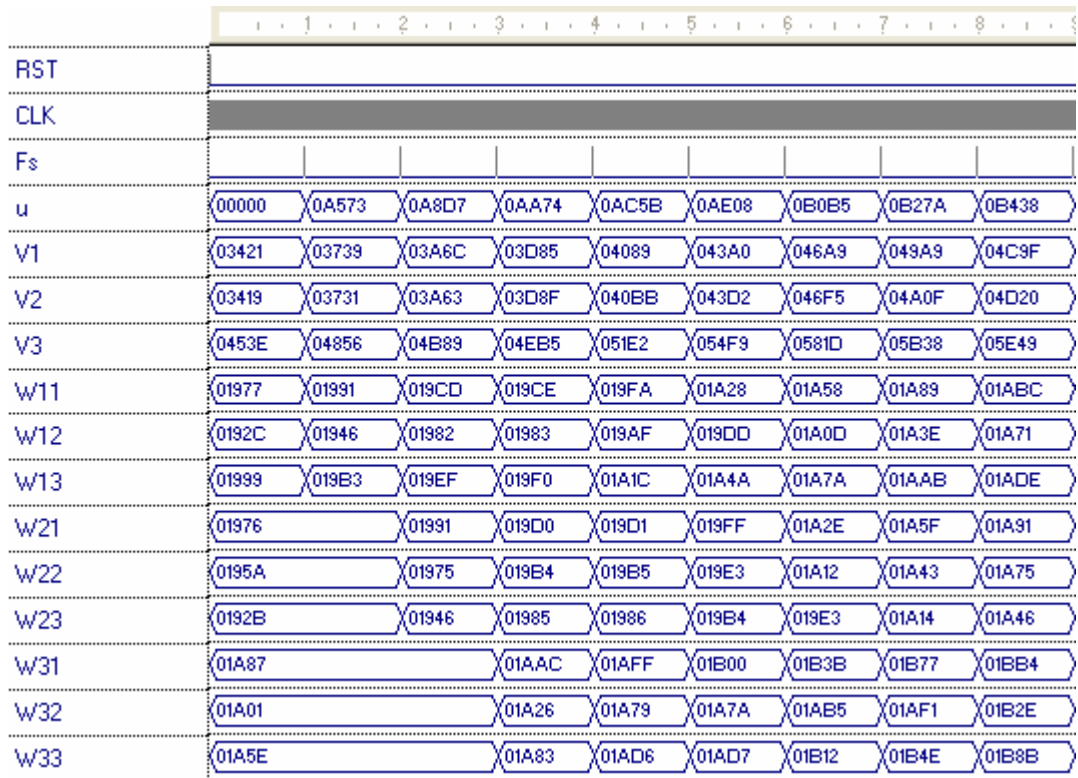 1 2 3 4 5 6 7 8 9
RST
CLK
Fs
u 00000 0A573 0A8D7 0AA74 0AC5B 0AE08 0B0B5 0B27A 0B438
V1 03421 03739 03A6C 03D85 04089 043A0 046A9 049A9 04C9F
V2 03419 03731 03A63 03D8F 040BB 043D2 046F5 04A0F 04D20
V3 0453E 04856 04B89 04EB5 051E2 054F9 0581D 05B38 05E49
W11 01977 01991 019CD 019CE 019FA 01A28 01A58 01A89 01ABC
W12 0192C 01946 01982 01983 019AF 019DD 01A0D 01A3E 01A71
W13 01999 019B3 019EF 019F0 01A1C 01A4A 01A7A 01AAB 01ADE
W21 01976 01991 019D0 019D1 019FF 01A2E 01A5F 01A91
W22 0195A 01975 019B4 019B5 019E3 01A12 01A43 01A75
W23 0192B 01946 01985 01986 019B4 019E3 01A14 01A46
W31 01A87 01AAC 01AFF 01B00 01B3B 01B77 01BB4
W32 01A01 01A26 01A79 01A7A 01AB5 01AF1 01B2E
W33 01A5E 01A83 01AD6 01AD7 01B12 01B4E 01B8B